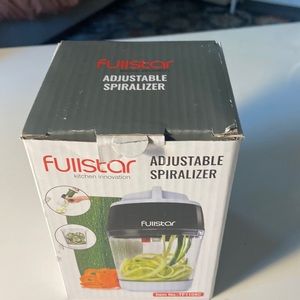 fullstar
ADJUSTABLE
SPIRALIZER
fullstar
kitchen innovation
ADJUSTABLE
SPIRALIZER
fullstar